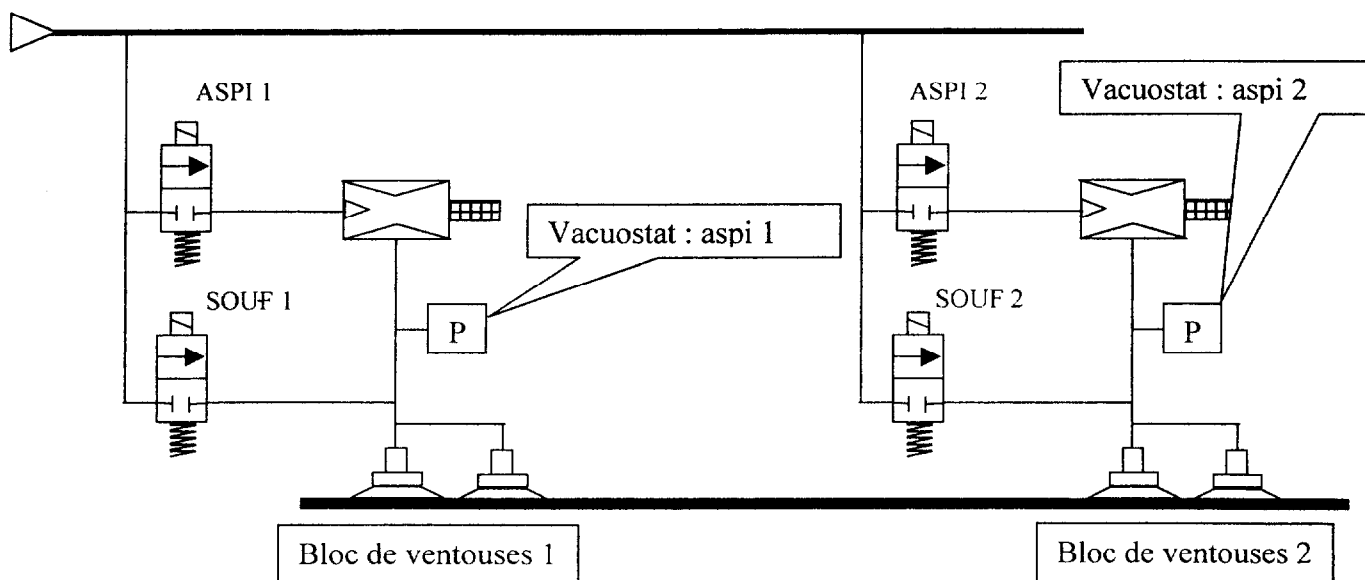 ASPI 1
ASPI 2
Vacuostat : aspi 2
Vacuostat : aspi 1
SOUF 1
SOUF 2
P
P
Bloc de ventouses 1
Bloc de ventouses 2